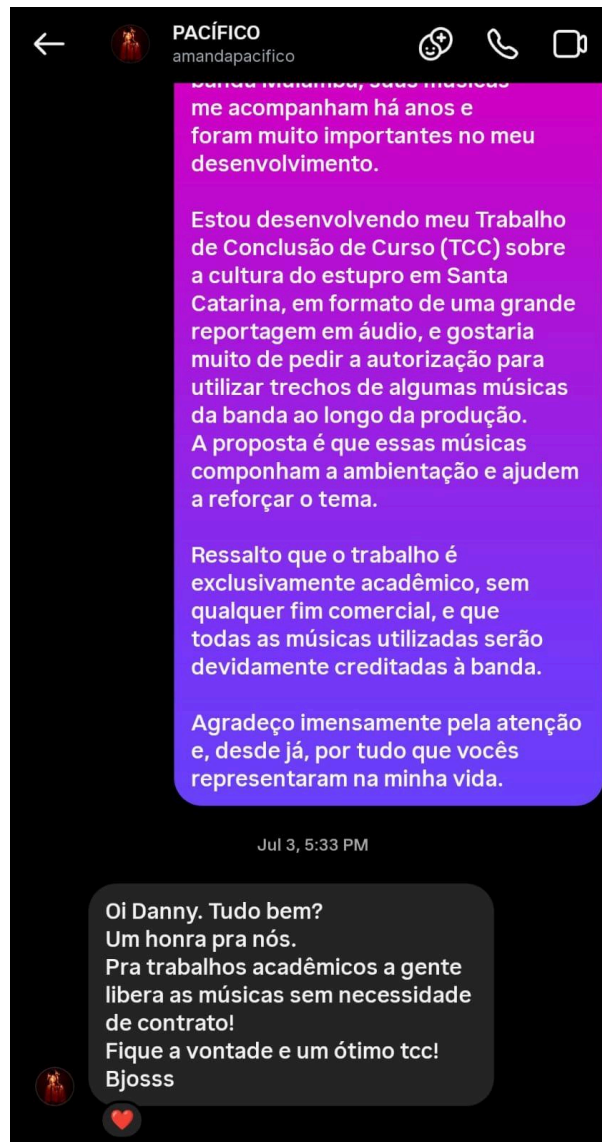 PACÍFICO
amandapacifico
banda Mulamba, suas músicas
me acompanham há anos e
foram muito importantes no meu
desenvolvimento.
Estou desenvolvendo meu Trabalho
de Conclusão de Curso (TCC) sobre
a cultura do estupro em Santa
Catarina, em formato de uma grande
reportagem em áudio, e gostaria
muito de pedir a autorização para
utilizar trechos de algumas músicas
da banda ao longo da produção.
A proposta é que essas músicas
componham a ambientação e ajudem
a reforçar o tema.
Ressalto que o trabalho é
exclusivamente acadêmico, sem
qualquer fim comercial, e que
todas as músicas utilizadas serão
devidamente creditadas à banda.
Agradeço imensamente pela atenção
e, desde já, por tudo que vocês
representaram na minha vida.
Jul 3, 5:33 PM
Oi Danny. Tudo bem?
Um honra pra nós.
Pra trabalhos acadêmicos a gente
libera as músicas sem necessidade
de contrato!
Fique a vontade e um ótimo tcc!
Bjosss